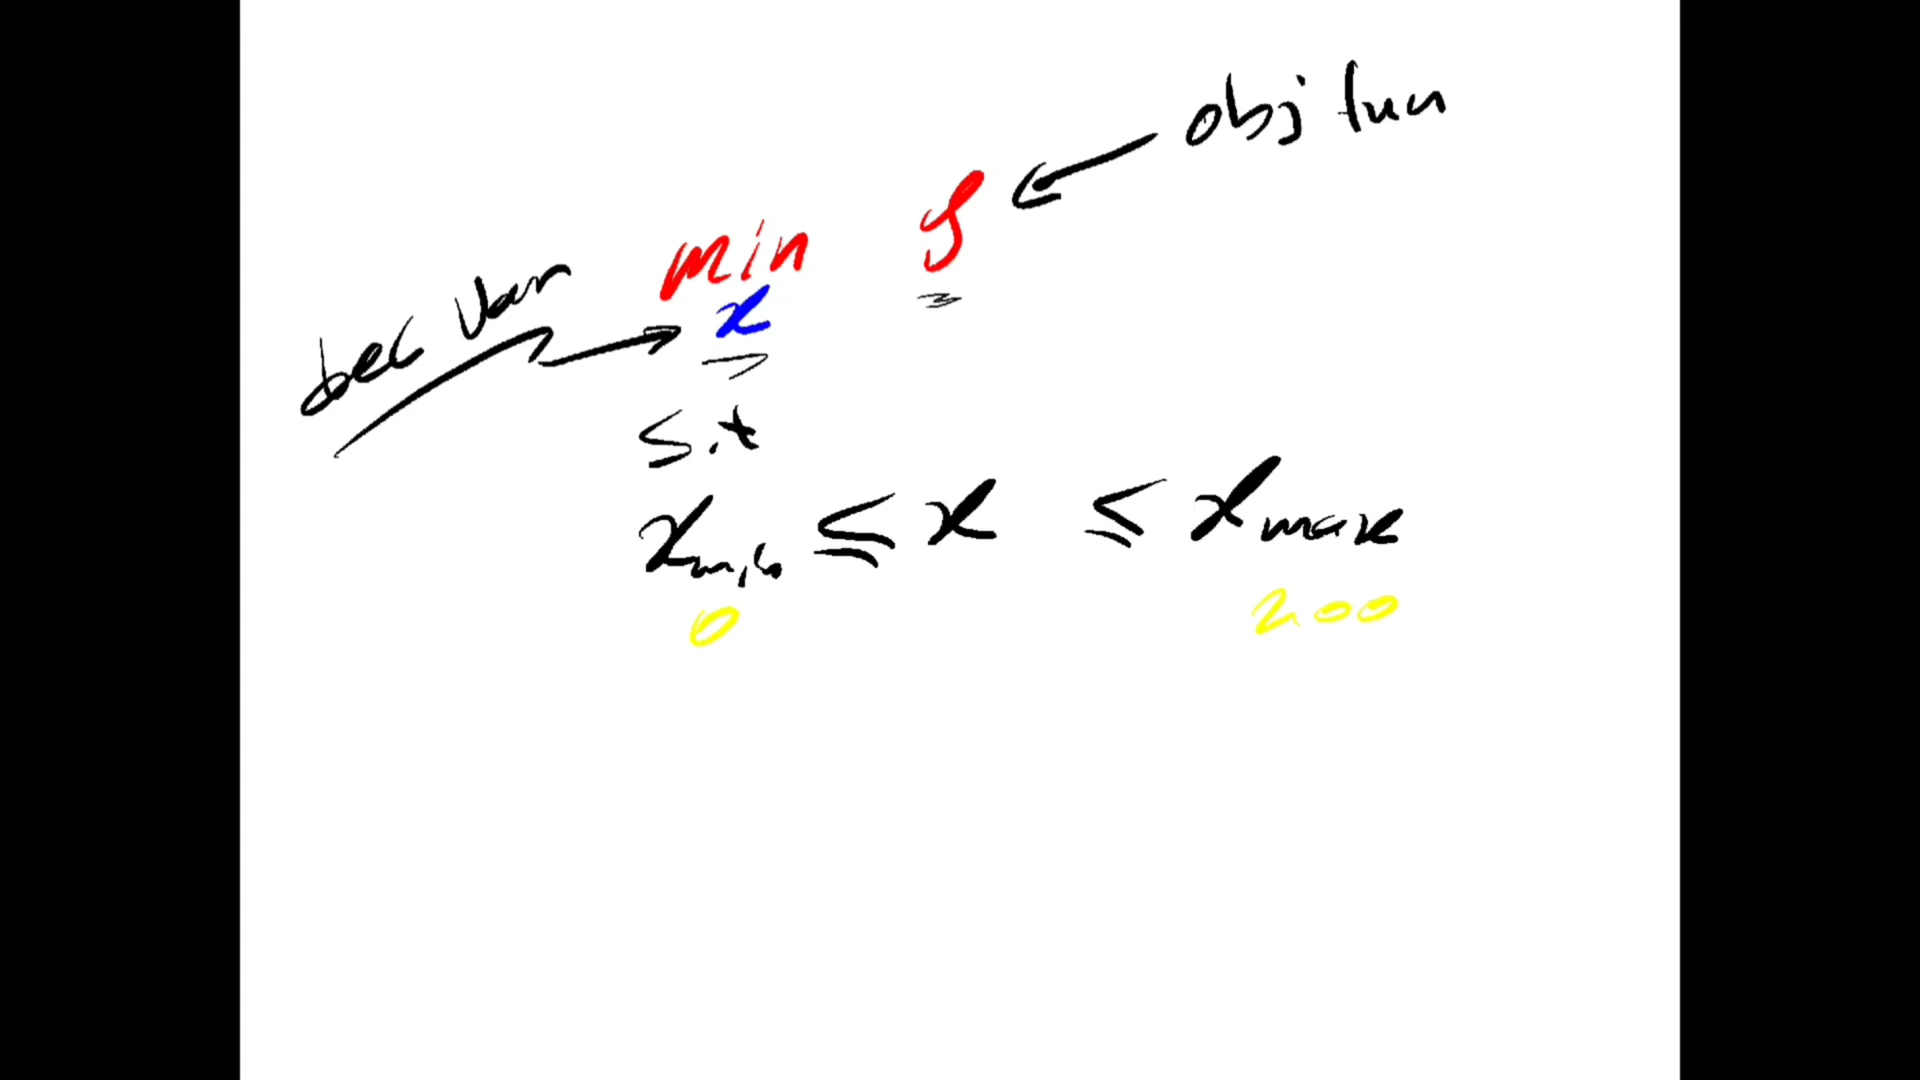 obj fun
min y
dec var
x
s.t
xmin ≤ x ≤ xmax
0 200